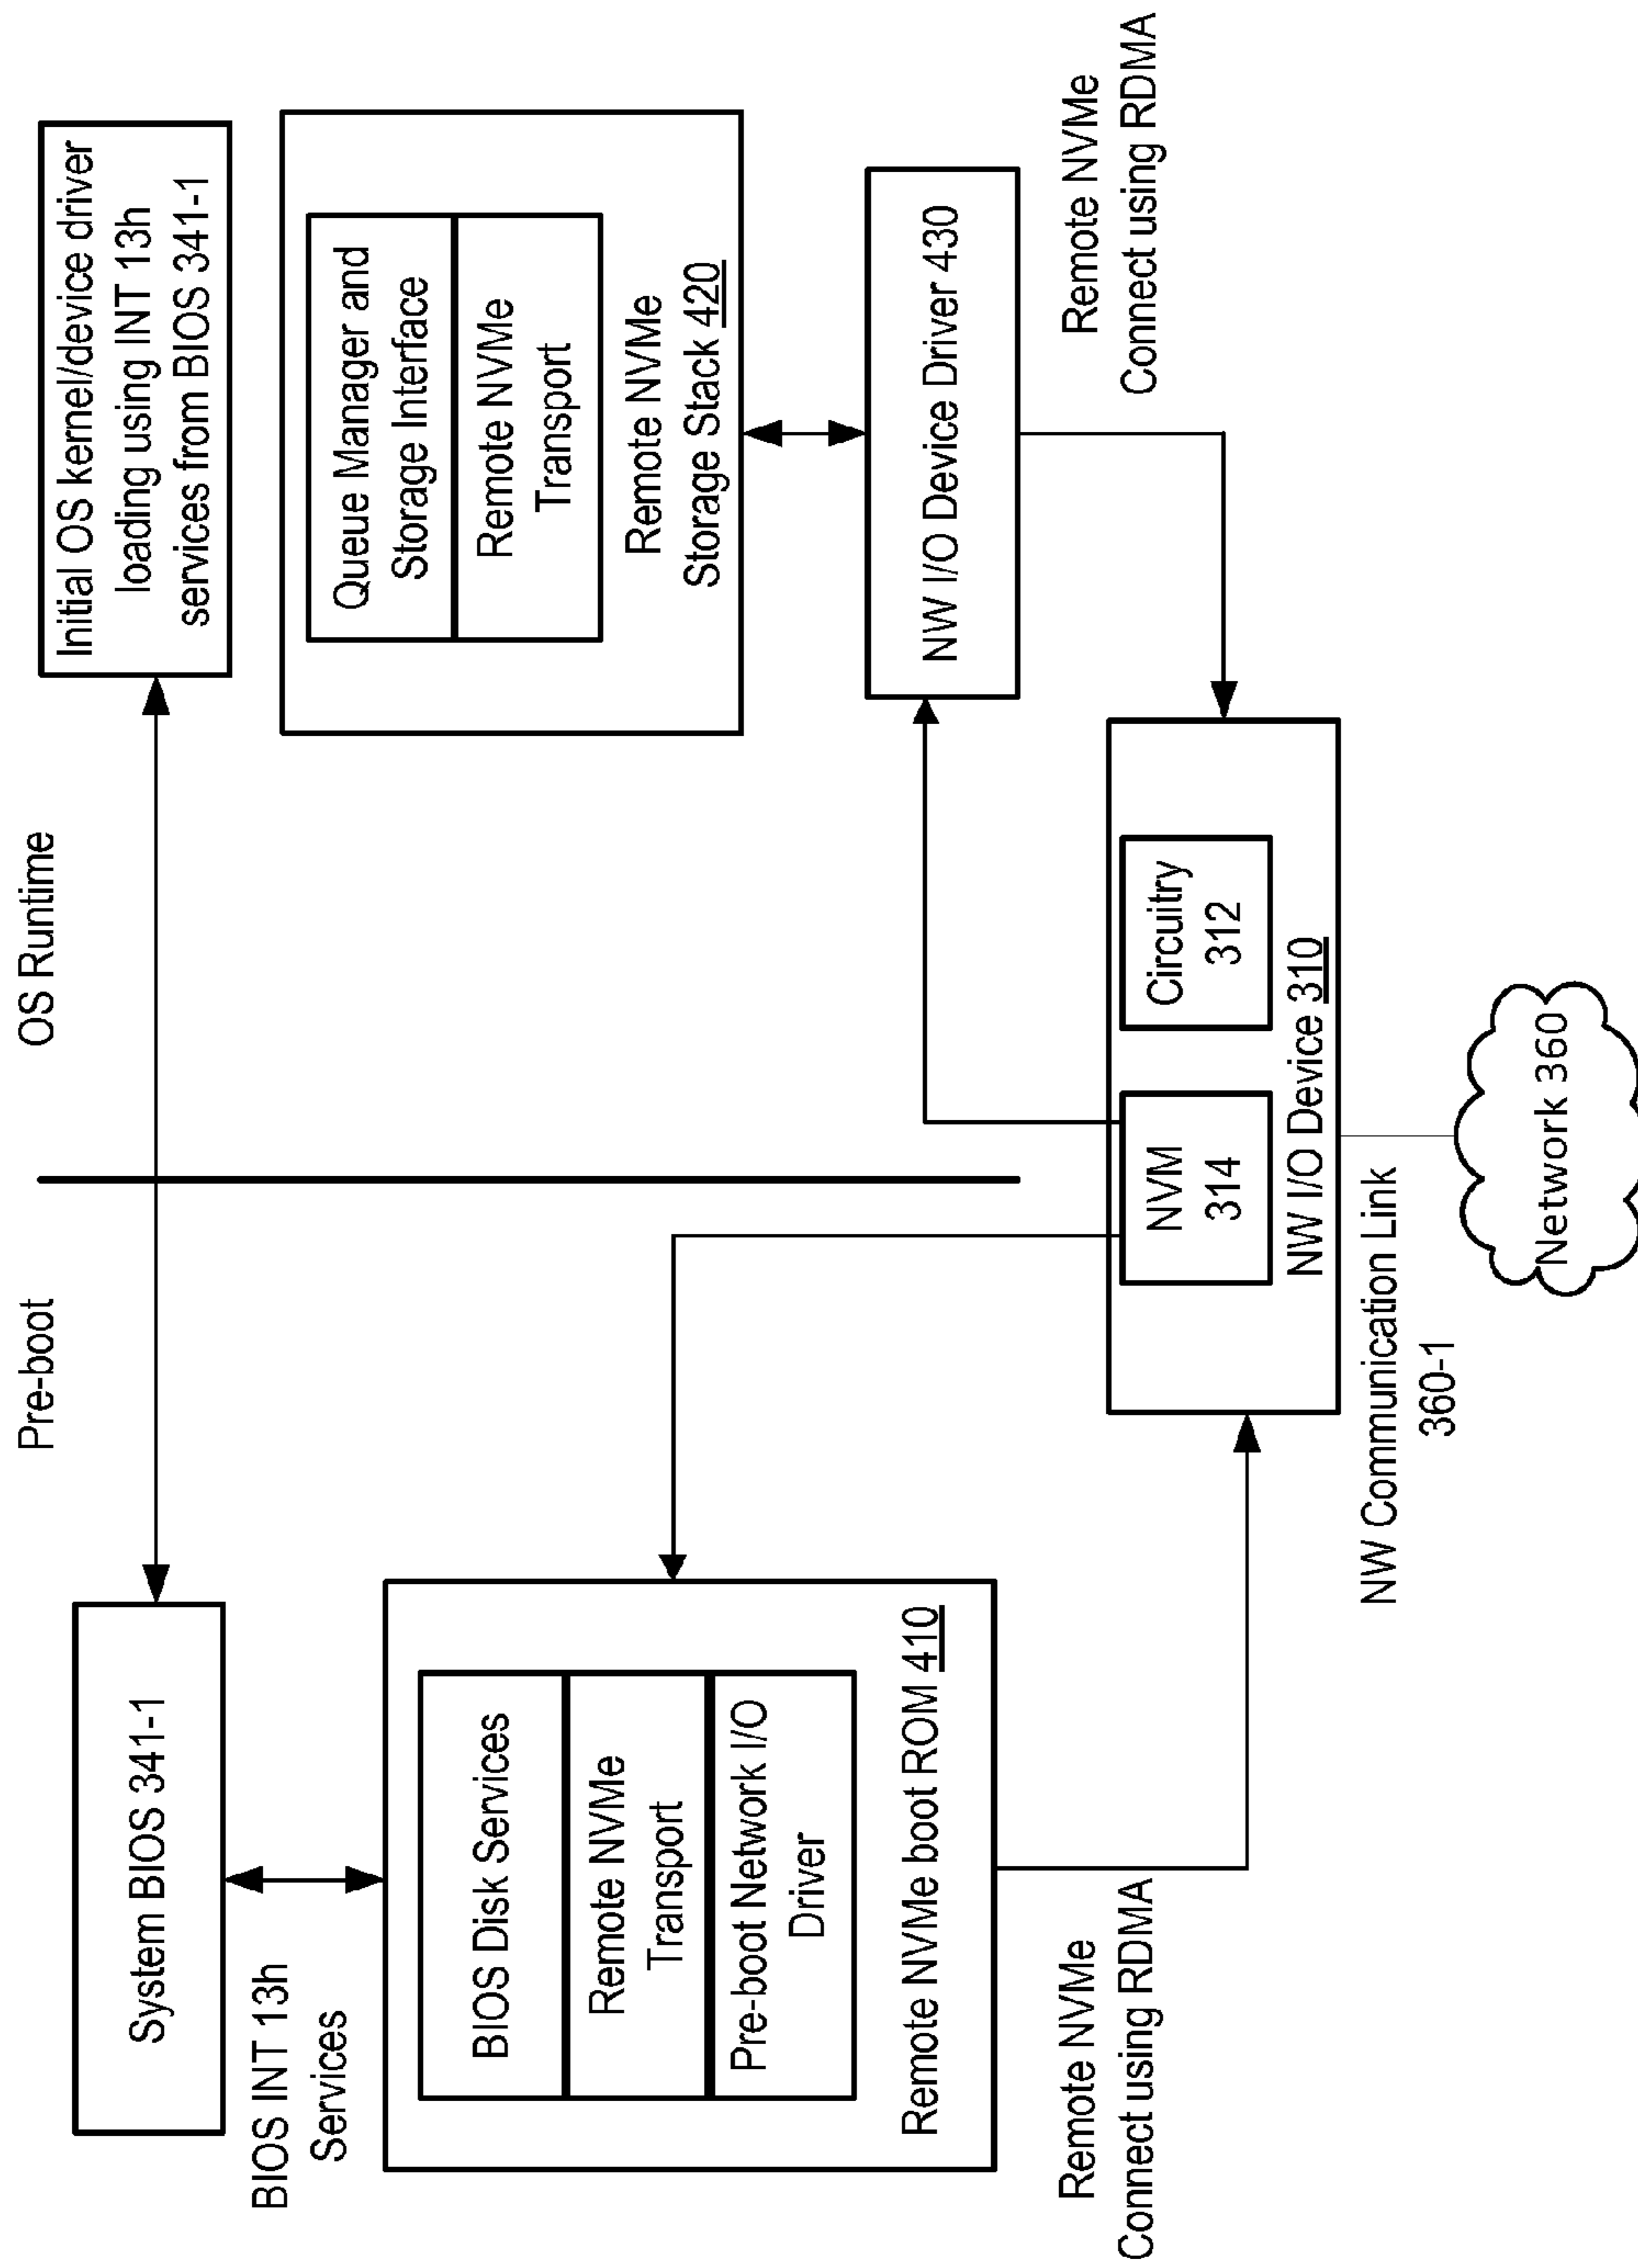 Pre-boot
OS Runtime
System BIOS 341-1
Initial OS kernel/device driver
loading using INT 13h
services from BIOS 341-1
BIOS INT 13h
Services
BIOS Disk Services
Remote NVMe
Transport
Pre-boot Network I/O
Driver
Remote NVMe boot ROM 410
Queue Manager and
Storage Interface
Remote NVMe
Transport
Remote NVMe
Storage Stack 420
NW I/O Device Driver 430
Remote NVMe
Connect using RDMA
Remote NVMe
Connect using RDMA
NVM
314
Circuitry
312
NW I/O Device 310
NW Communication Link
360-1
Network 360